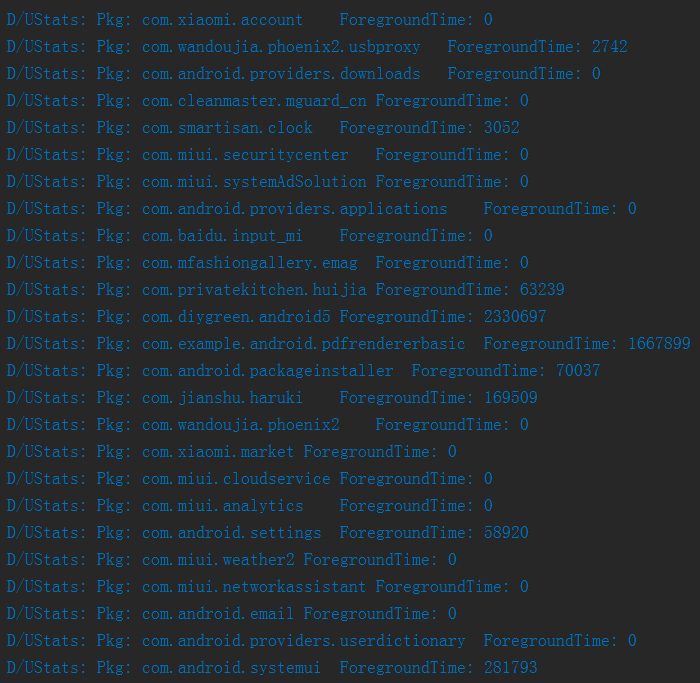 D/UStats: Pkg: com.xiaomi.account    ForegroundTime: 0
D/UStats: Pkg: com.wandoujia.phoenix2.usbproxy   ForegroundTime: 2742
D/UStats: Pkg: com.android.providers.downloads   ForegroundTime: 0
D/UStats: Pkg: com.cleanmaster.mguard_cn ForegroundTime: 0
D/UStats: Pkg: com.smartisan.clock   ForegroundTime: 3052
D/UStats: Pkg: com.miui.securitycenter   ForegroundTime: 0
D/UStats: Pkg: com.miui.systemAdSolution ForegroundTime: 0
D/UStats: Pkg: com.android.providers.applications    ForegroundTime: 0
D/UStats: Pkg: com.baidu.input_mi    ForegroundTime: 0
D/UStats: Pkg: com.mfashiongallery.emag  ForegroundTime: 0
D/UStats: Pkg: com.privatekitchen.huijia ForegroundTime: 63239
D/UStats: Pkg: com.diygreen.android5 ForegroundTime: 2330697
D/UStats: Pkg: com.example.android.pdfrendererbasic  ForegroundTime: 1667899
D/UStats: Pkg: com.android.packageinstaller  ForegroundTime: 70037
D/UStats: Pkg: com.jianshu.haruki    ForegroundTime: 169509
D/UStats: Pkg: com.wandoujia.phoenix2    ForegroundTime: 0
D/UStats: Pkg: com.xiaomi.market ForegroundTime: 0
D/UStats: Pkg: com.miui.cloudservice ForegroundTime: 0
D/UStats: Pkg: com.miui.analytics    ForegroundTime: 0
D/UStats: Pkg: com.android.settings  ForegroundTime: 58920
D/UStats: Pkg: com.miui.weather2 ForegroundTime: 0
D/UStats: Pkg: com.miui.networkassistant ForegroundTime: 0
D/UStats: Pkg: com.android.email ForegroundTime: 0
D/UStats: Pkg: com.android.providers.userdictionary  ForegroundTime: 0
D/UStats: Pkg: com.android.systemui  ForegroundTime: 281793